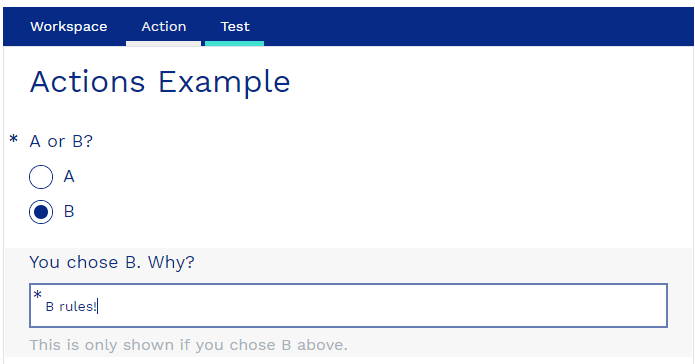 Workspace Action Test
Actions Example
* A or B?
A
B
You chose B. Why?
* B rules!
This is only shown if you chose B above.